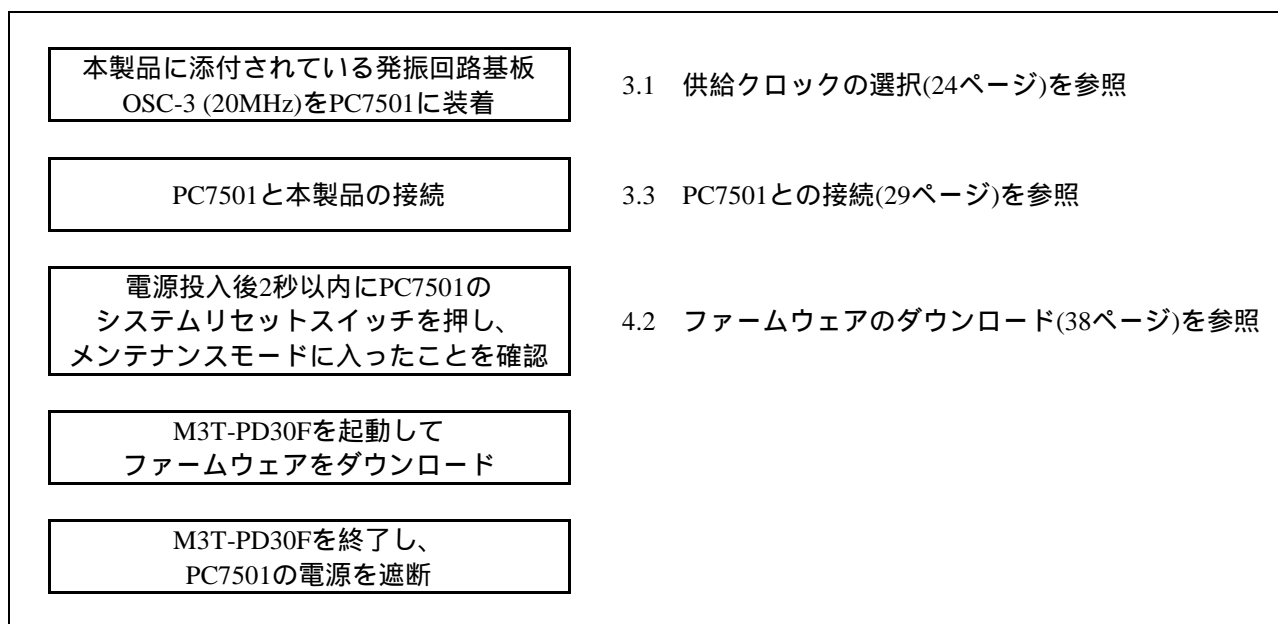 本製品に添付されている発振回路基板
OSC-3 (20MHz)をPC7501に装着
3.1 供給クロックの選択(24ページ)を参照
PC7501と本製品の接続
3.3 PC7501との接続(29ページ)を参照
電源投入後2秒以内にPC7501の
システムリセットスイッチを押し、
メンテナンスモードに入ったことを確認
4.2 ファームウェアのダウンロード(38ページ)を参照
M3T-PD30Fを起動して
ファームウェアをダウンロード
M3T-PD30Fを終了し、
PC7501の電源を遮断